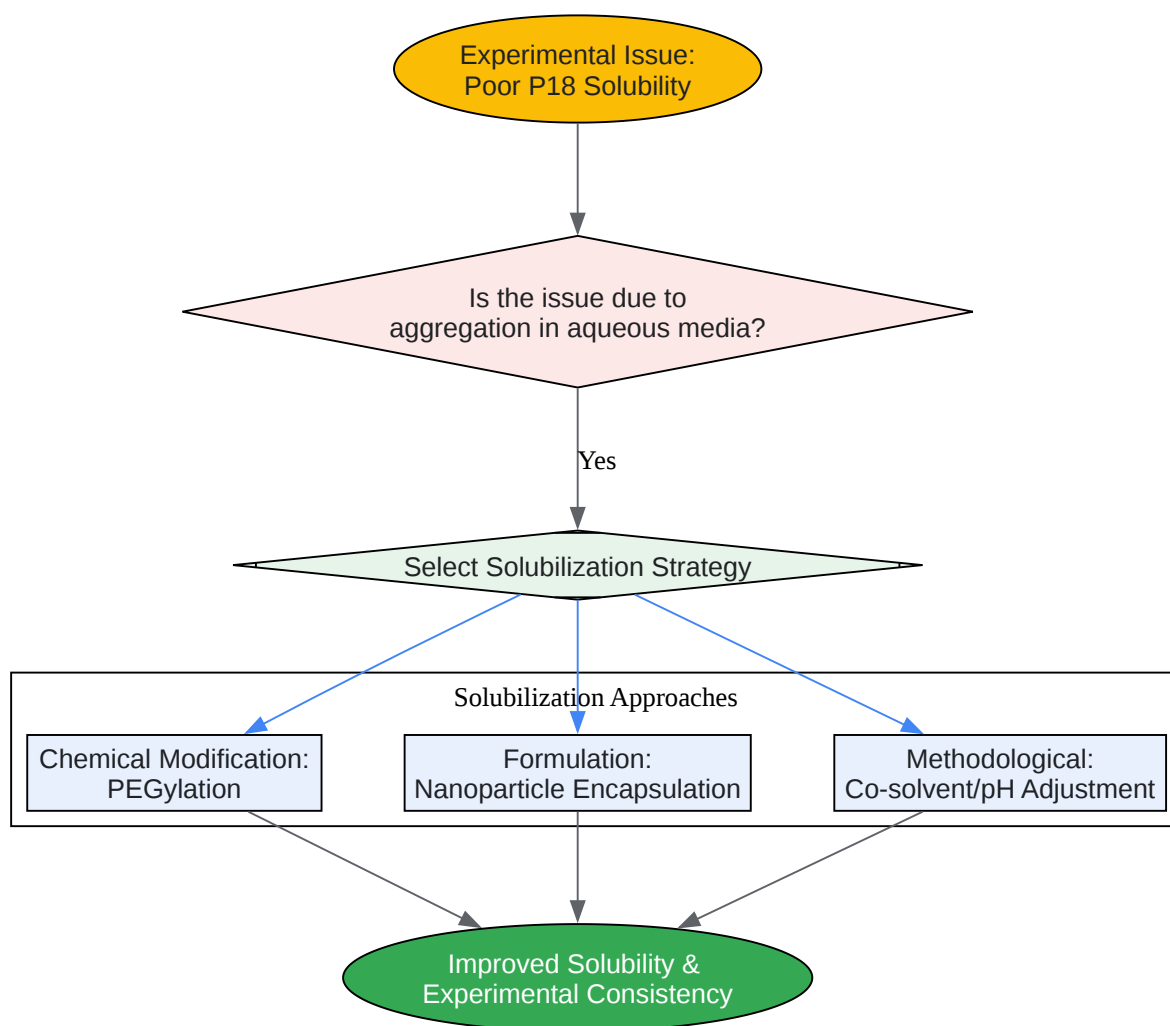 Experimental Issue:
Poor P18 Solubility
Is the issue due to
aggregation in aqueous media?
Yes
Select Solubilization Strategy
Solubilization Approaches
Chemical Modification:
PEGylation
Formulation:
Nanoparticle Encapsulation
Methodological:
Co-solvent/pH Adjustment
Improved Solubility &
Experimental Consistency